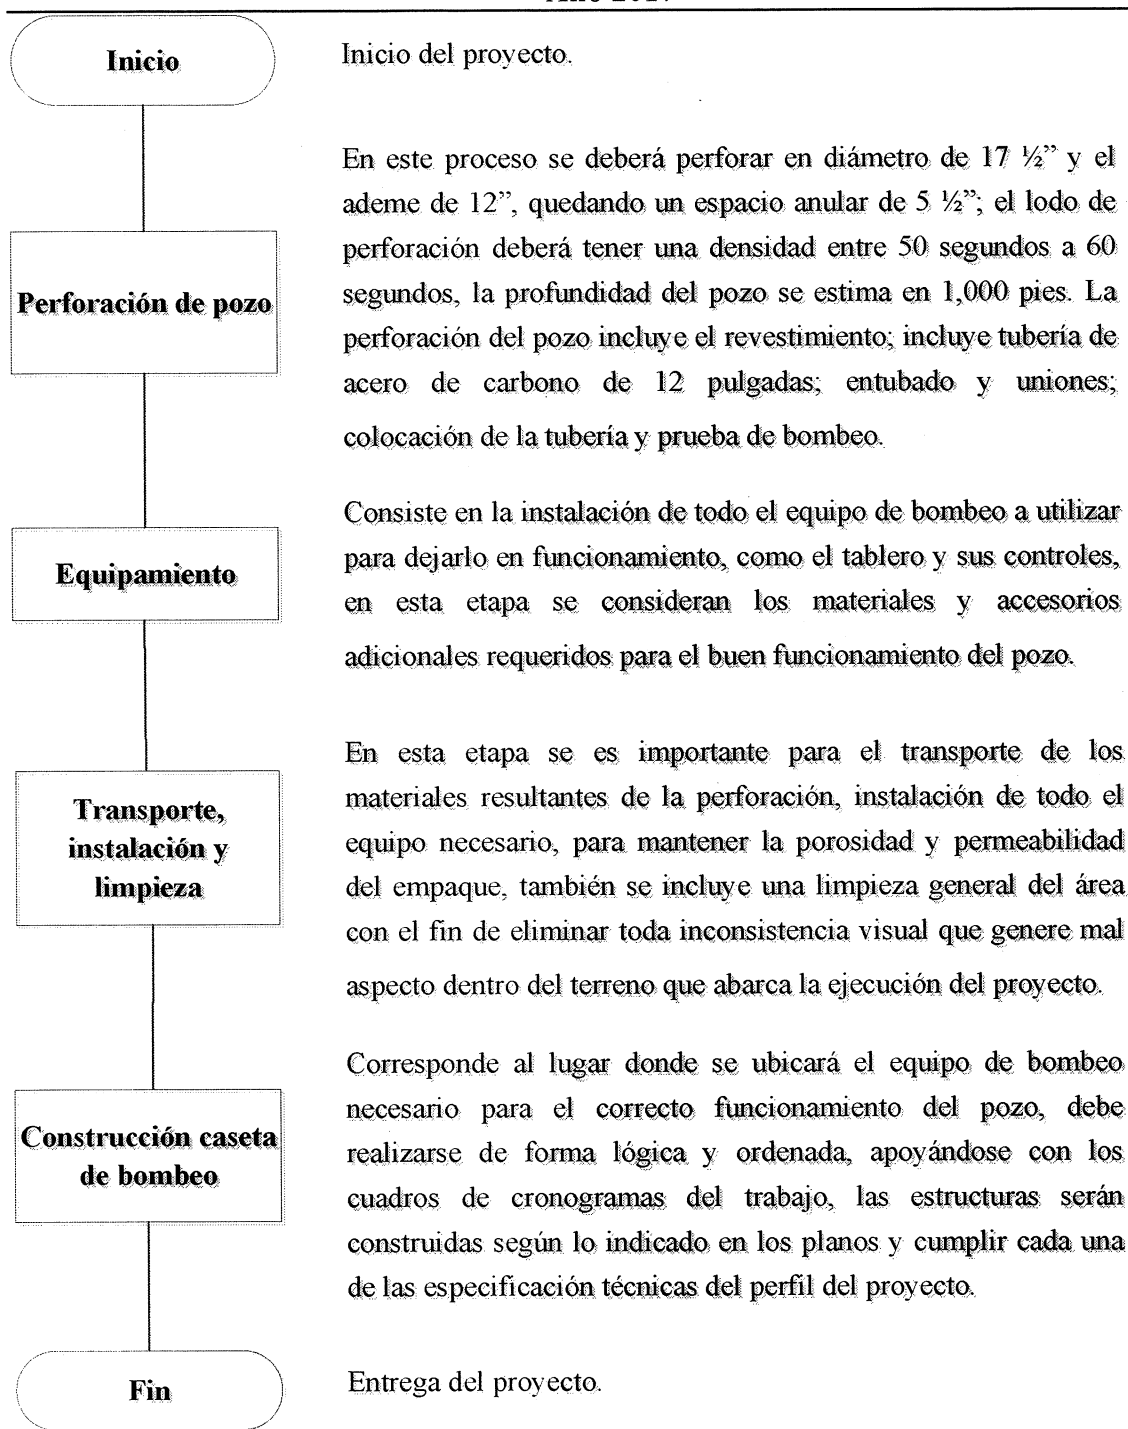 Inicio
Inicio del proyecto.
En este proceso se deberá perforar en diámetro de 17 ½” y el
ademe de 12”, quedando un espacio anular de 5 ½”; el lodo de
perforación deberá tener una densidad entre 50 segundos a 60
segundos, la profundidad del pozo se estima en 1,000 pies. La
perforación del pozo incluye el revestimiento; incluye tubería de
acero de carbono de 12 pulgadas; entubado y uniones;
colocación de la tubería y prueba de bombeo.
Perforación de pozo
Consiste en la instalación de todo el equipo de bombeo a utilizar
para dejarlo en funcionamiento, como el tablero y sus controles,
en esta etapa se consideran los materiales y accesorios
adicionales requeridos para el buen funcionamiento del pozo.
Equipamiento
En esta etapa se es importante para el transporte de los
materiales resultantes de la perforación, instalación de todo el
equipo necesario, para mantener la porosidad y permeabilidad
del empaque, también se incluye una limpieza general del área
con el fin de eliminar toda inconsistencia visual que genere mal
aspecto dentro del terreno que abarca la ejecución del proyecto.
Transporte,
instalación y
limpieza
Corresponde al lugar donde se ubicará el equipo de bombeo
necesario para el correcto funcionamiento del pozo, debe
realizarse de forma lógica y ordenada, apoyándose con los
cuadros de cronogramas del trabajo, las estructuras serán
construidas según lo indicado en los planos y cumplir cada una
de las especificación técnicas del perfil del proyecto.
Construcción caseta
de bombeo
Fin
Entrega del proyecto.